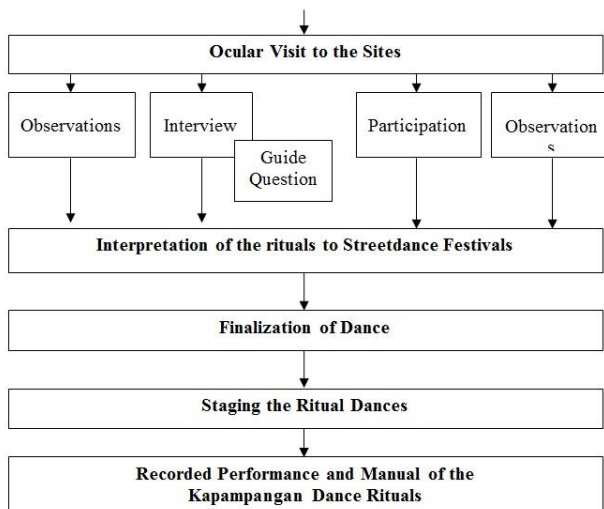 Ocular Visit to the Sites
Observations
Interview
Participation
Observation
s
Guide
Question
Interpretation of the rituals to Streetdance Festivals
Finalization of Dance
Staging the Ritual Dances
Recorded Performance and Manual of the
Kapampangan Dance Rituals